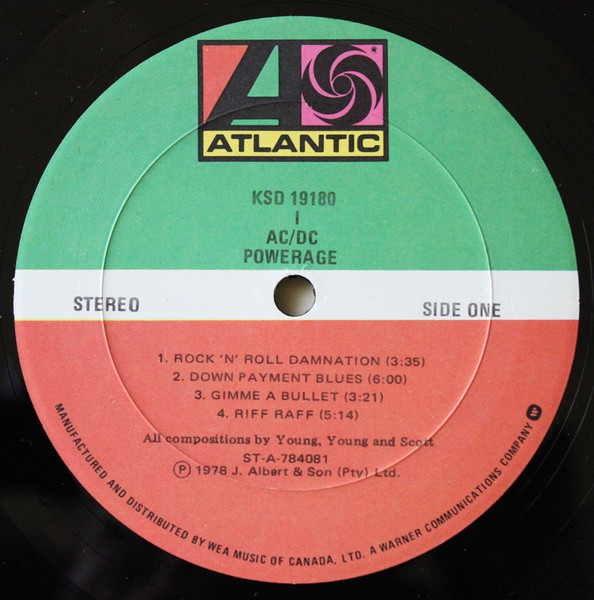 ATLANTIC
KSD 19180
I
AC/DC
POWERAGE
STEREO
SIDE ONE
1. ROCK 'N' ROLL DAMNATION (3:35)
2. DOWN PAYMENT BLUES (6:00)
3. GIMME A BULLET (3:21)
4. RIFF RAFF (5:14)
All compositions by Young, Young and Scott
ST-A-784081
Ⓟ 1978 J. Albert & Son (Pty) Ltd.
MANUFACTURED AND DISTRIBUTED BY WEA MUSIC OF CANADA, LTD. A WARNER COMMUNICATIONS COMPANY